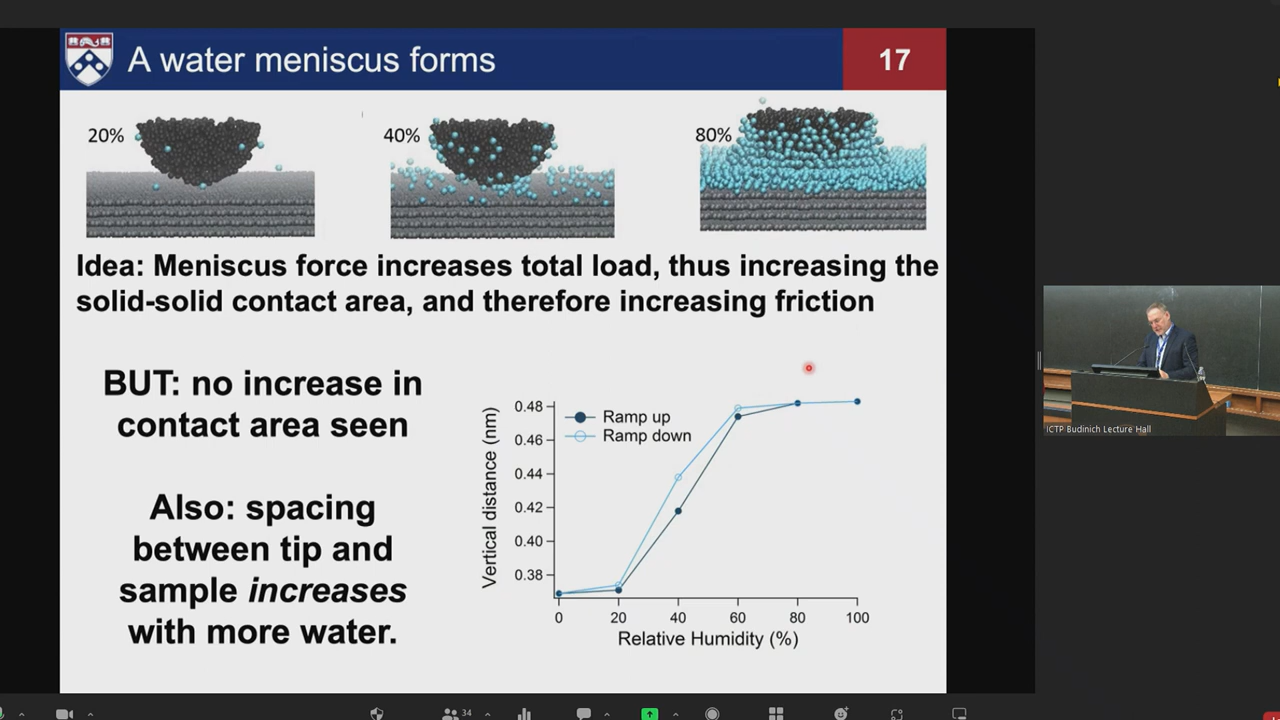 A water meniscus forms
17
20%
40%
80%
Idea: Meniscus force increases total load, thus increasing the
solid-solid contact area, and therefore increasing friction
BUT: no increase in
contact area seen
Also: spacing
between tip and
sample increases
with more water.
Vertical distance (nm)
0.48
0.46
0.44
0.42
0.40
0.38
Ramp up
Ramp down
0 20 40 60 80 100
Relative Humidity (%)
ICTP Budinich Lecture Hall
34